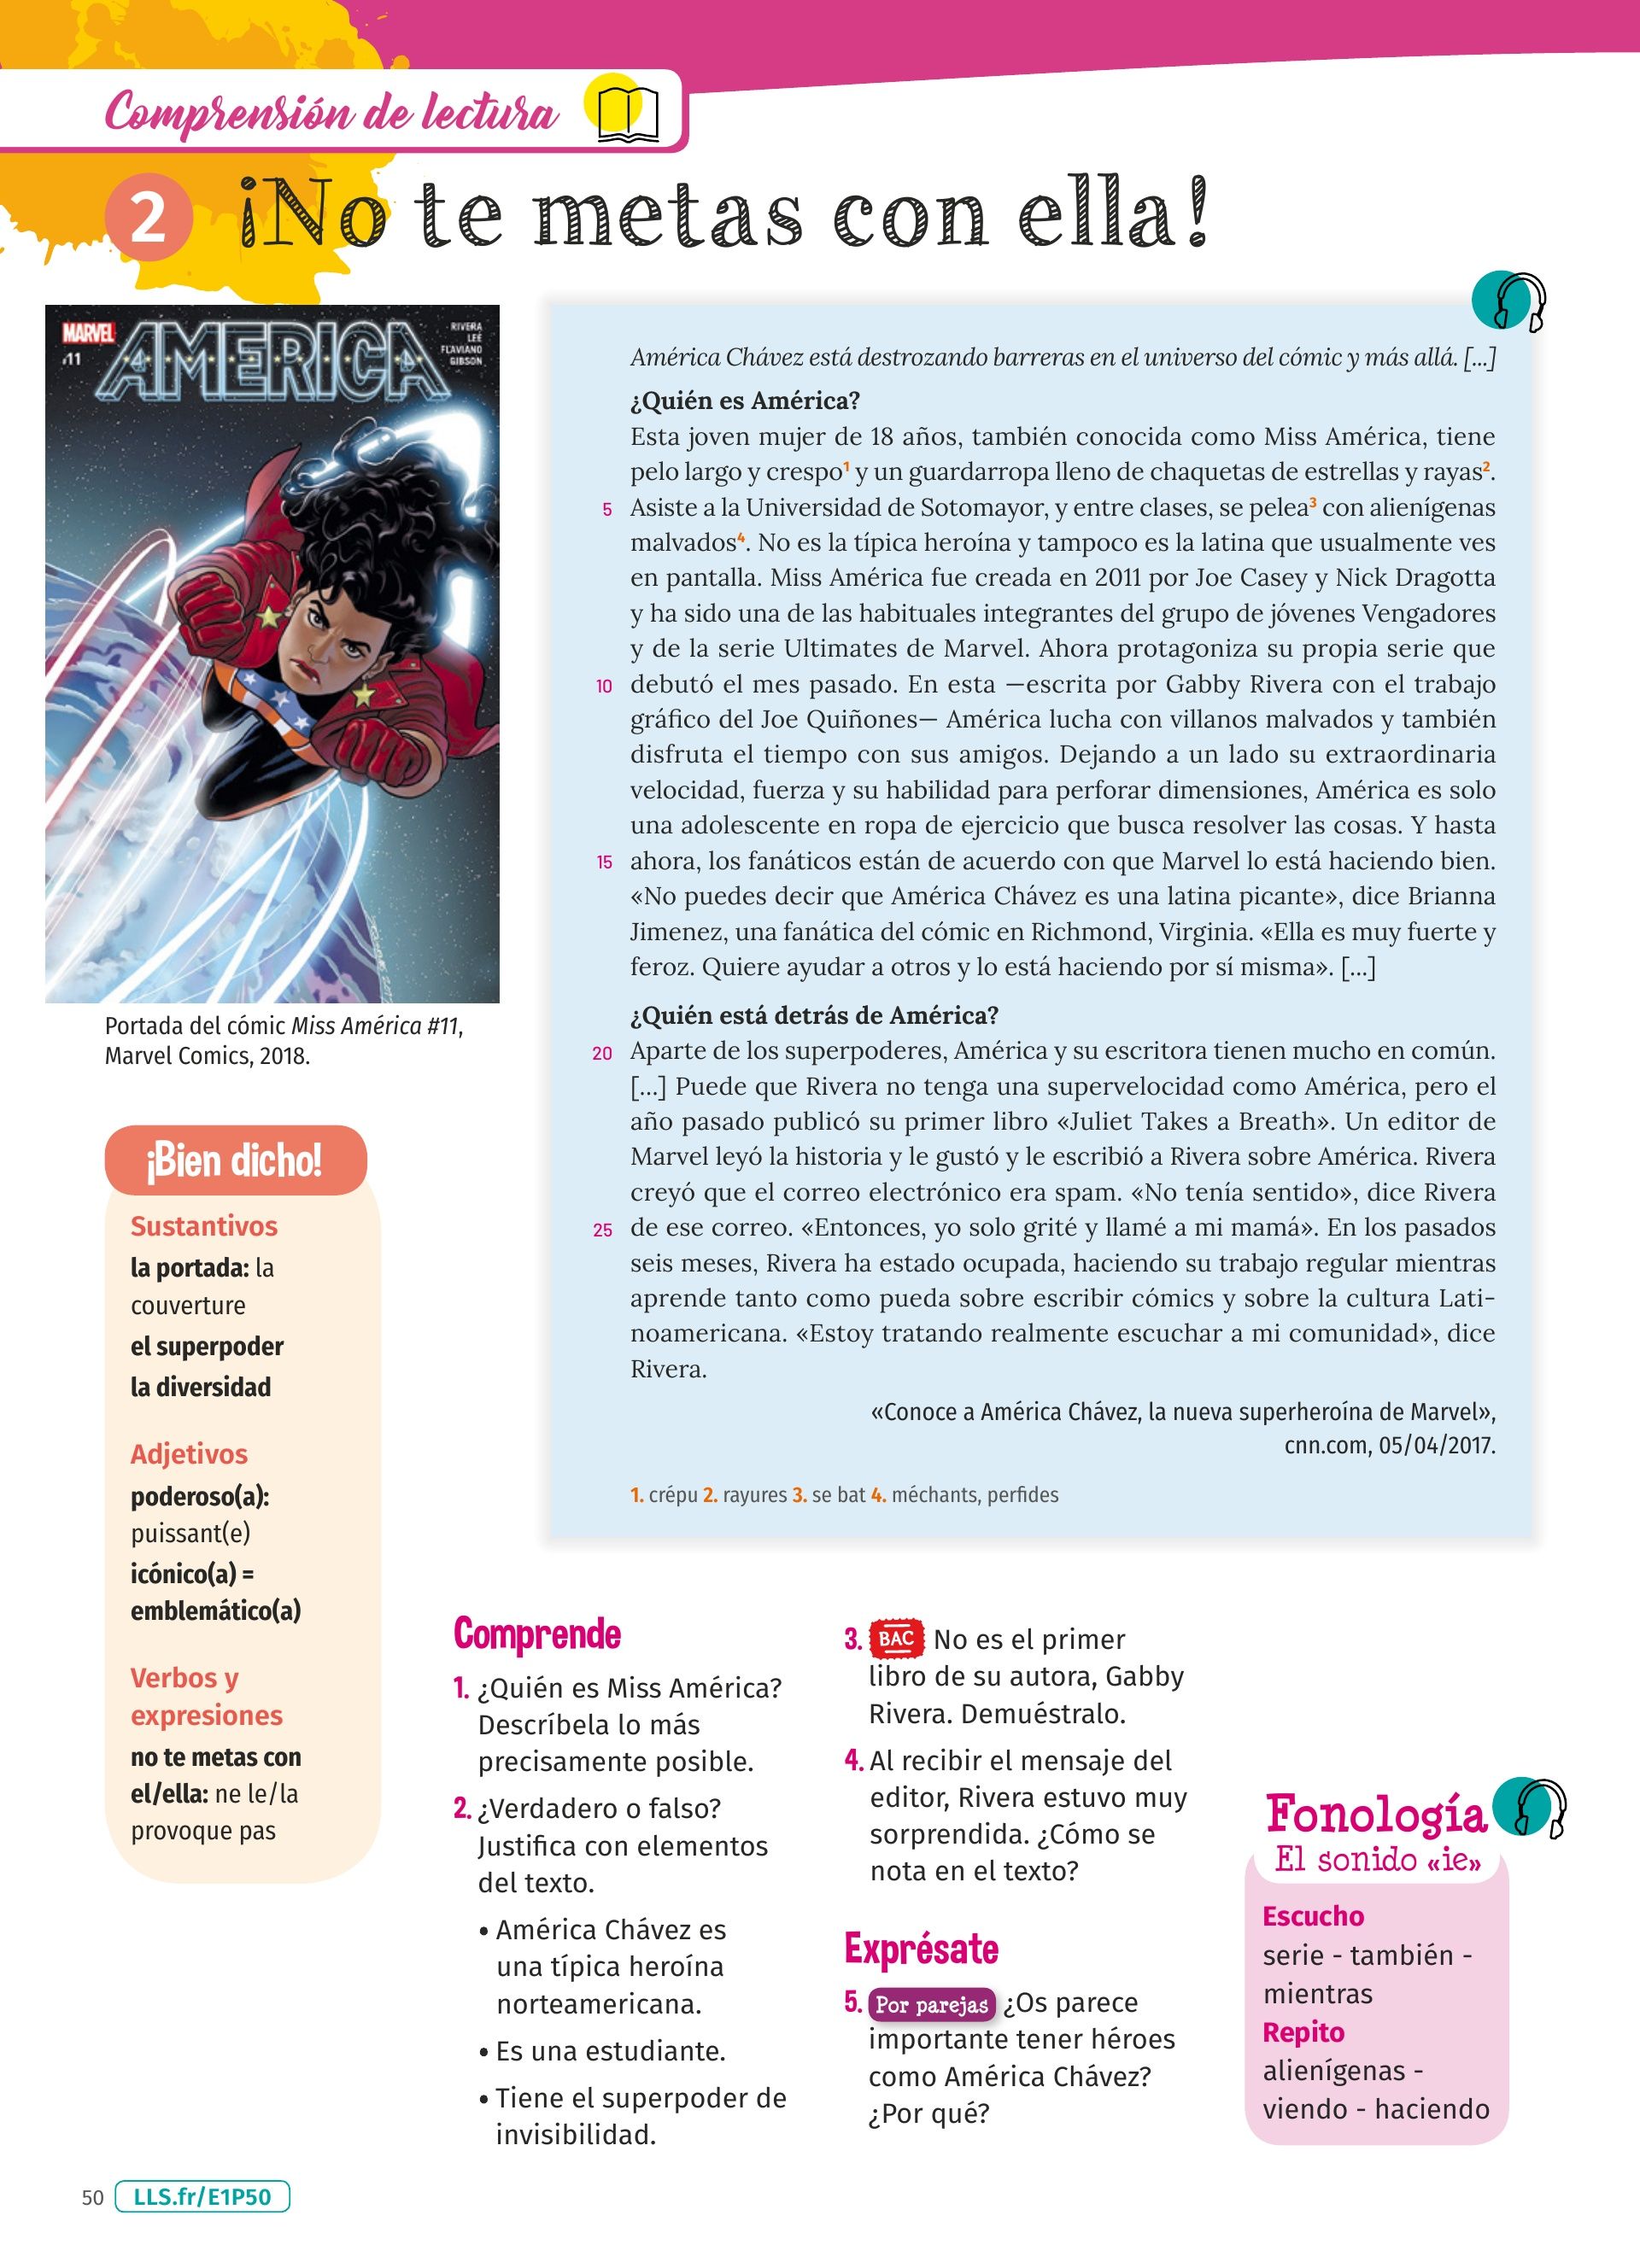 Comprensión de lectura
2 ¡No te metas con ella!
MARVEL
#11
AMERICA
RIVERA
LEE
FLAVIANO
GIBSON
Portada del cómic Miss América #11,
Marvel Comics, 2018.
América Chávez está destrozando barreras en el universo del cómic y más allá. [...]
¿Quién es América?
Esta joven mujer de 18 años, también conocida como Miss América, tiene
pelo largo y crespo¹ y un guardarropa lleno de chaquetas de estrellas y rayas².
5 Asiste a la Universidad de Sotomayor, y entre clases, se pelea³ con alienígenas
malvados⁴. No es la típica heroína y tampoco es la latina que usualmente ves
en pantalla. Miss América fue creada en 2011 por Joe Casey y Nick Dragotta
y ha sido una de las habituales integrantes del grupo de jóvenes Vengadores
y de la serie Ultimates de Marvel. Ahora protagoniza su propia serie que
10 debutó el mes pasado. En esta —escrita por Gabby Rivera con el trabajo
gráfico del Joe Quiñones— América lucha con villanos malvados y también
disfruta el tiempo con sus amigos. Dejando a un lado su extraordinaria
velocidad, fuerza y su habilidad para perforar dimensiones, América es solo
una adolescente en ropa de ejercicio que busca resolver las cosas. Y hasta
15 ahora, los fanáticos están de acuerdo con que Marvel lo está haciendo bien.
«No puedes decir que América Chávez es una latina picante», dice Brianna
Jimenez, una fanática del cómic en Richmond, Virginia. «Ella es muy fuerte y
feroz. Quiere ayudar a otros y lo está haciendo por sí misma». [...]
¿Quién está detrás de América?
20 Aparte de los superpoderes, América y su escritora tienen mucho en común.
[...] Puede que Rivera no tenga una supervelocidad como América, pero el
año pasado publicó su primer libro «Juliet Takes a Breath». Un editor de
Marvel leyó la historia y le gustó y le escribió a Rivera sobre América. Rivera
creyó que el correo electrónico era spam. «No tenía sentido», dice Rivera
25 de ese correo. «Entonces, yo solo grité y llamé a mi mamá». En los pasados
seis meses, Rivera ha estado ocupada, haciendo su trabajo regular mientras
aprende tanto como pueda sobre escribir cómics y sobre la cultura Lati-
noamericana. «Estoy tratando realmente escuchar a mi comunidad», dice
Rivera.
«Conoce a América Chávez, la nueva superheroína de Marvel»,
cnn.com, 05/04/2017.
1. crépu 2. rayures 3. se bat 4. méchants, perfides
¡Bien dicho!
Sustantivos
la portada: la
couverture
el superpoder
la diversidad
Adjetivos
poderoso(a):
puissant(e)
icónico(a) =
emblemático(a)
Verbos y
expresiones
no te metas con
el/ella: ne le/la
provoque pas
Comprende
1. ¿Quién es Miss América?
Descríbela lo más
precisamente posible.
2. ¿Verdadero o falso?
Justifica con elementos
del texto.
• América Chávez es
una típica heroína
norteamericana.
• Es una estudiante.
• Tiene el superpoder de
invisibilidad.
3. BAC No es el primer
libro de su autora, Gabby
Rivera. Demuéstralo.
4. Al recibir el mensaje del
editor, Rivera estuvo muy
sorprendida. ¿Cómo se
nota en el texto?
Exprésate
5. Por parejas ¿Os parece
importante tener héroes
como América Chávez?
¿Por qué?
Fonología
El sonido «ie»
Escucho
serie - también -
mientras
Repito
alienígenas -
viendo - haciendo
50 LLS.fr/E1P50